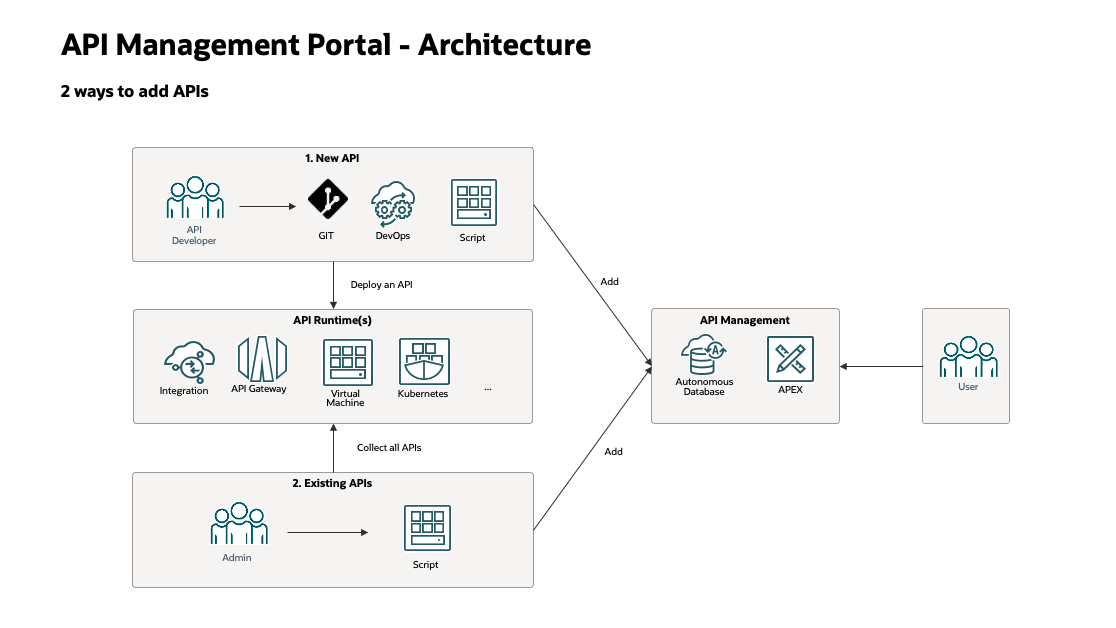 API Management Portal - Architecture
2 ways to add APIs
1. New API
API
Developer
GIT
DevOps
Script
Deploy an API
Add
API Runtime(s)
Integration
API Gateway
Virtual
Machine
Kubernetes
...
API Management
Autonomous
Database
APEX
User
Collect all APIs
Add
2. Existing APIs
Admin
Script